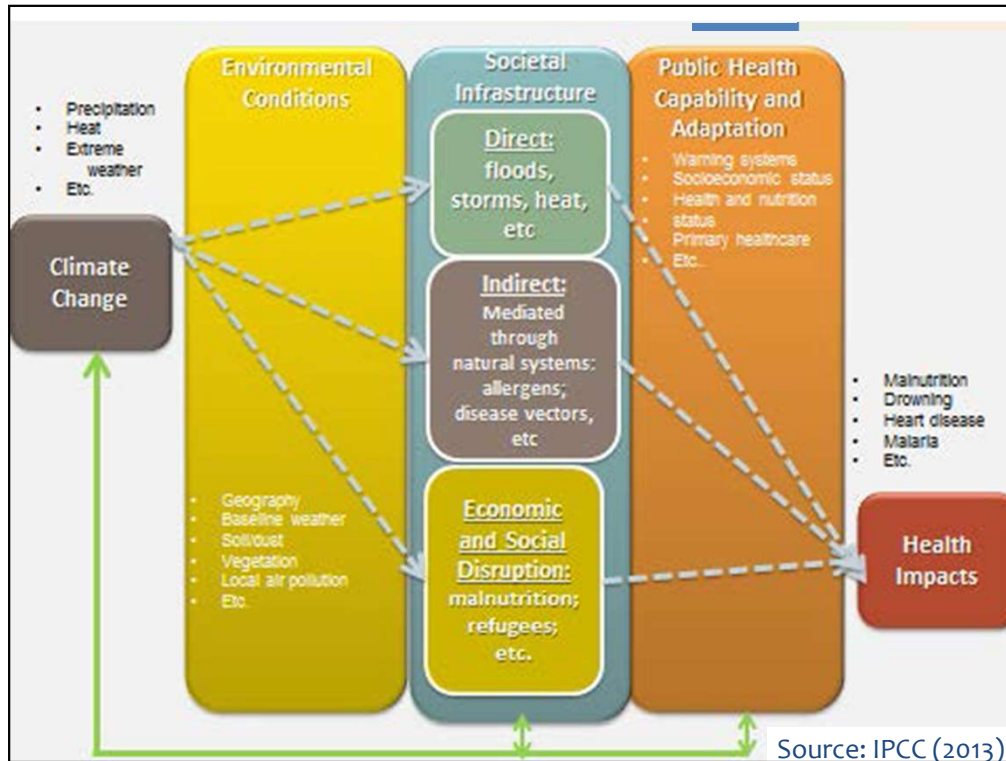 Precipitation
Heat
Extreme
weather
Etc.
Climate
Change
Environmental
Conditions
Geography
Baseline weather
Soil/dust
Vegetation
Local air pollution
Etc.
Societal
Infrastructure
Direct:
floods,
storms, heat,
etc
Indirect:
Mediated
through
natural systems:
allergens;
disease vectors,
etc
Economic
and Social
Disruption:
malnutrition;
refugees;
etc.
Public Health
Capability and
Adaptation
Warning systems
Socioeconomic status
Health and nutrition
status
Primary healthcare
Etc.
Malnutrition
Drowning
Heart disease
Malaria
Etc.
Health
Impacts
Source: IPCC (2013)